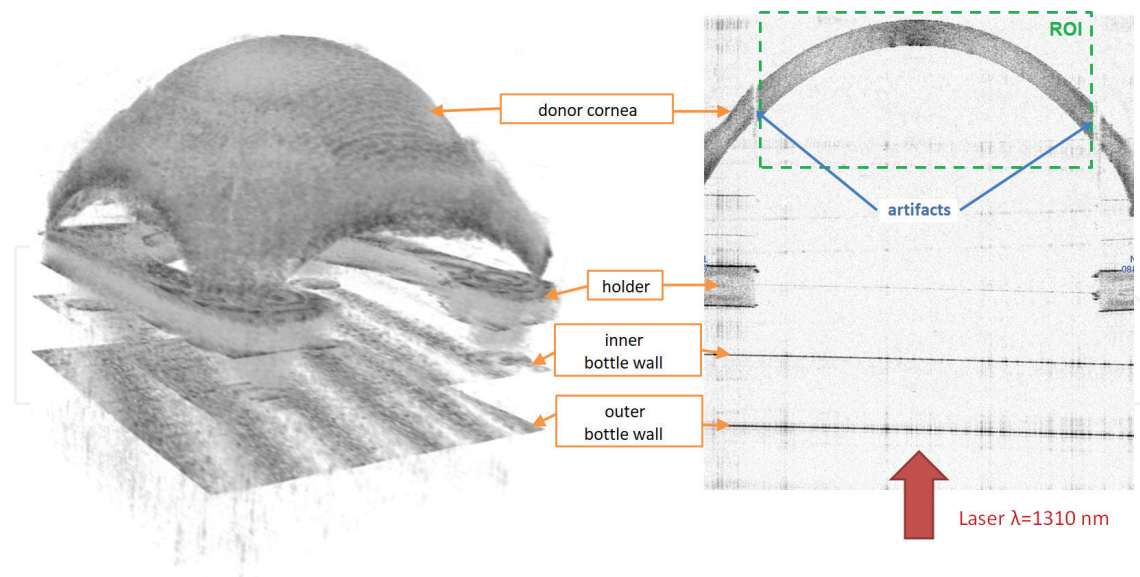 ROI
donor cornea
artifacts
holder
inner
bottle wall
outer
bottle wall
Laser λ=1310 nm